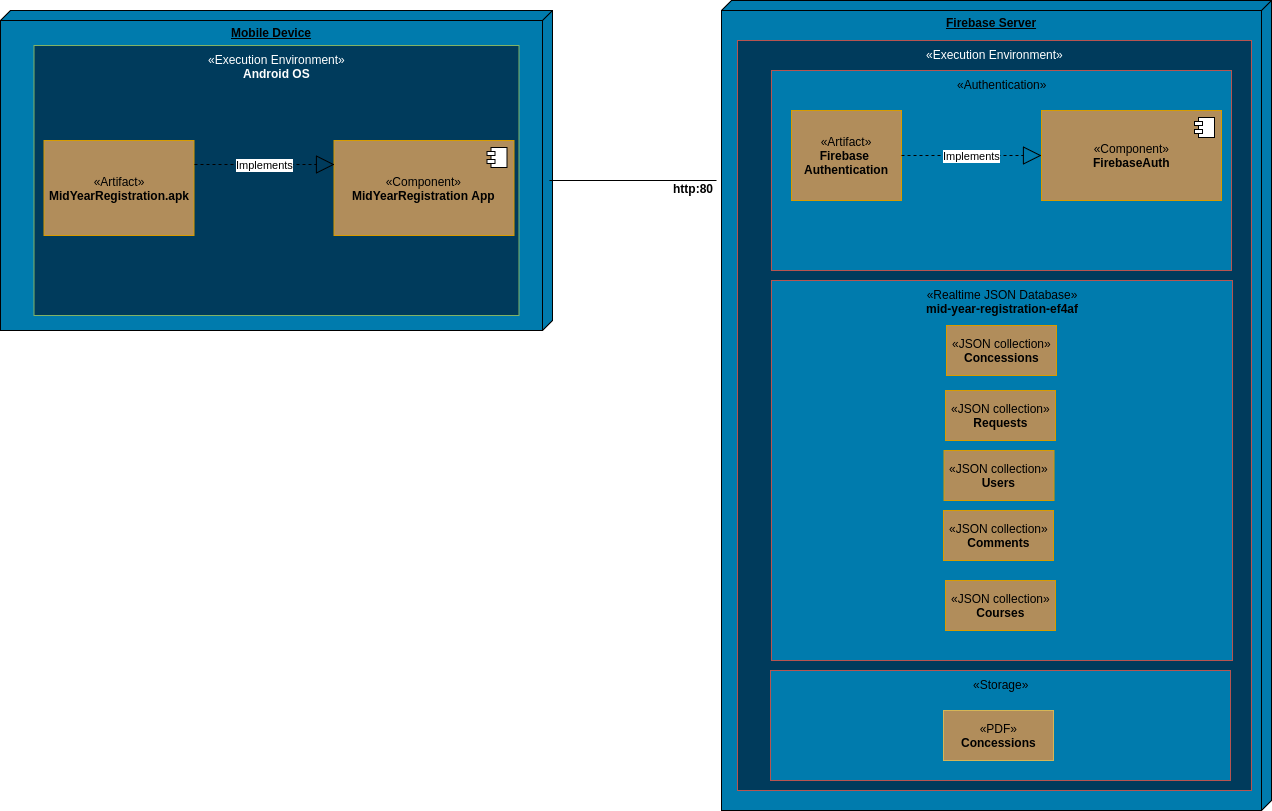 Mobile Device
«Execution Environment»
Android OS
«Artifact»
MidYearRegistration.apk
Implements
«Component»
MidYearRegistration App
http:80
Firebase Server
«Execution Environment»
«Authentication»
«Artifact»
Firebase
Authentication
Implements
«Component»
FirebaseAuth
«Realtime JSON Database»
mid-year-registration-ef4af
«JSON collection»
Concessions
«JSON collection»
Requests
«JSON collection»
Users
«JSON collection»
Comments
«JSON collection»
Courses
«Storage»
«PDF»
Concessions